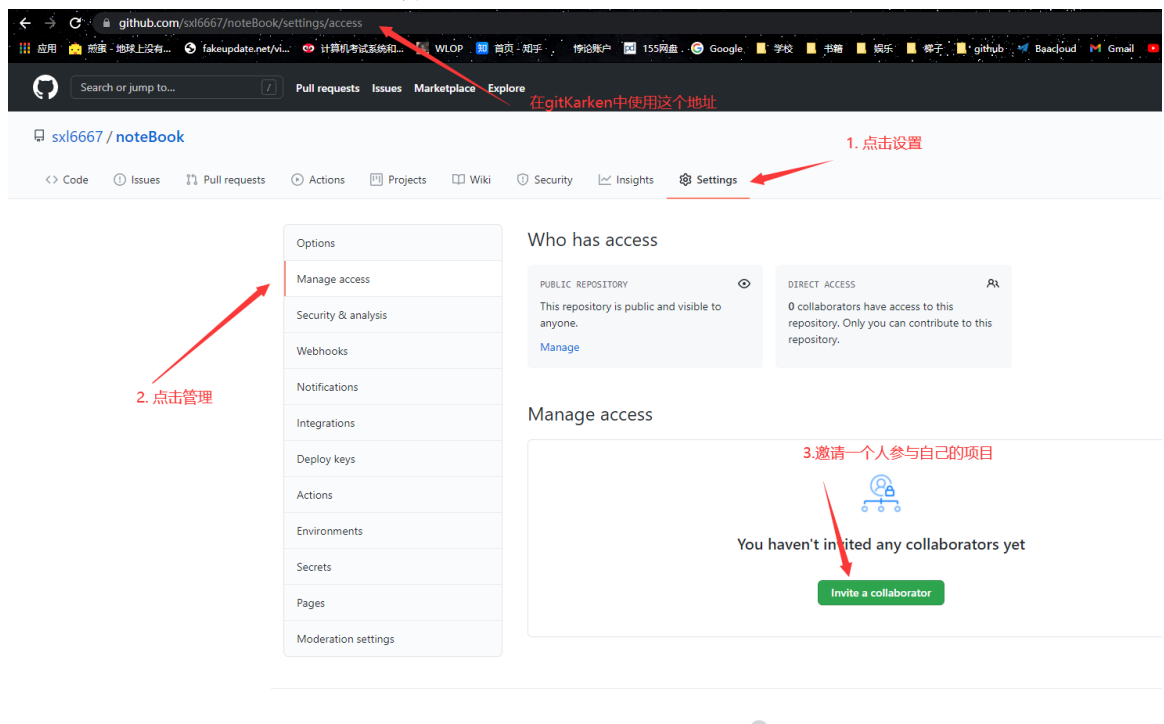 github.com/sxl6667/noteBook/settings/access
应用 煎蛋 - 地球上没有... fakeupdate.net/vi... 计算机考试系统和... WLOP 首页 - 知乎 悖论账户 pd 155网盘. Google 学校 书籍 娱乐 梯子 github Baacloud Gmail
Search or jump to... / Pull requests Issues Marketplace Explore
在gitKarken中使用这个地址
sxl6667 / noteBook
1. 点击设置
<> Code Issues Pull requests Actions Projects Wiki Security Insights Settings
Options
Who has access
Manage access
PUBLIC REPOSITORY
This repository is public and visible to
anyone.
Manage
DIRECT ACCESS
0 collaborators have access to this
repository. Only you can contribute to this
repository.
Security & analysis
Webhooks
Notifications
2. 点击管理
Integrations
Manage access
Deploy keys
3.邀请一个人参与自己的项目
Actions
Environments
You haven't invited any collaborators yet
Secrets
Invite a collaborator
Pages
Moderation settings